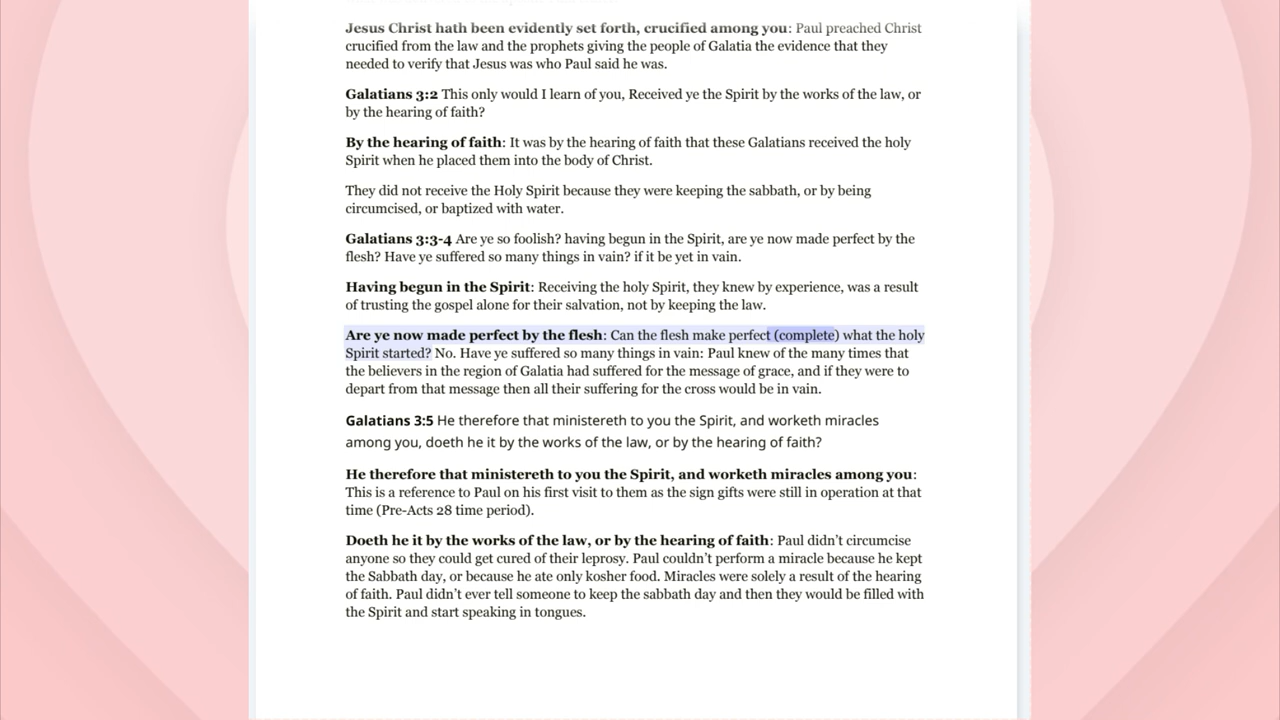 Jesus Christ hath been evidently set forth, crucified among you: Paul preached Christ
crucified from the law and the prophets giving the people of Galatia the evidence that they
needed to verify that Jesus was who Paul said he was.
Galatians 3:2 This only would I learn of you, Received ye the Spirit by the works of the law, or
by the hearing of faith?
By the hearing of faith: It was by the hearing of faith that these Galatians received the holy
Spirit when he placed them into the body of Christ.
They did not receive the Holy Spirit because they were keeping the sabbath, or by being
circumcised, or baptized with water.
Galatians 3:3-4 Are ye so foolish? having begun in the Spirit, are ye now made perfect by the
flesh? Have ye suffered so many things in vain? if it be yet in vain.
Having begun in the Spirit: Receiving the holy Spirit, they knew by experience, was a result
of trusting the gospel alone for their salvation, not by keeping the law.
Are ye now made perfect by the flesh: Can the flesh make perfect (complete) what the holy
Spirit started? No. Have ye suffered so many things in vain: Paul knew of the many times that
the believers in the region of Galatia had suffered for the message of grace, and if they were to
depart from that message then all their suffering for the cross would be in vain.
Galatians 3:5 He therefore that ministereth to you the Spirit, and worketh miracles
among you, doeth he it by the works of the law, or by the hearing of faith?
He therefore that ministereth to you the Spirit, and worketh miracles among you:
This is a reference to Paul on his first visit to them as the sign gifts were still in operation at that
time (Pre-Acts 28 time period).
Doeth he it by the works of the law, or by the hearing of faith: Paul didn't circumcise
anyone so they could get cured of their leprosy. Paul couldn't perform a miracle because he kept
the Sabbath day, or because he ate only kosher food. Miracles were solely a result of the hearing
of faith. Paul didn't ever tell someone to keep the sabbath day and then they would be filled with
the Spirit and start speaking in tongues.